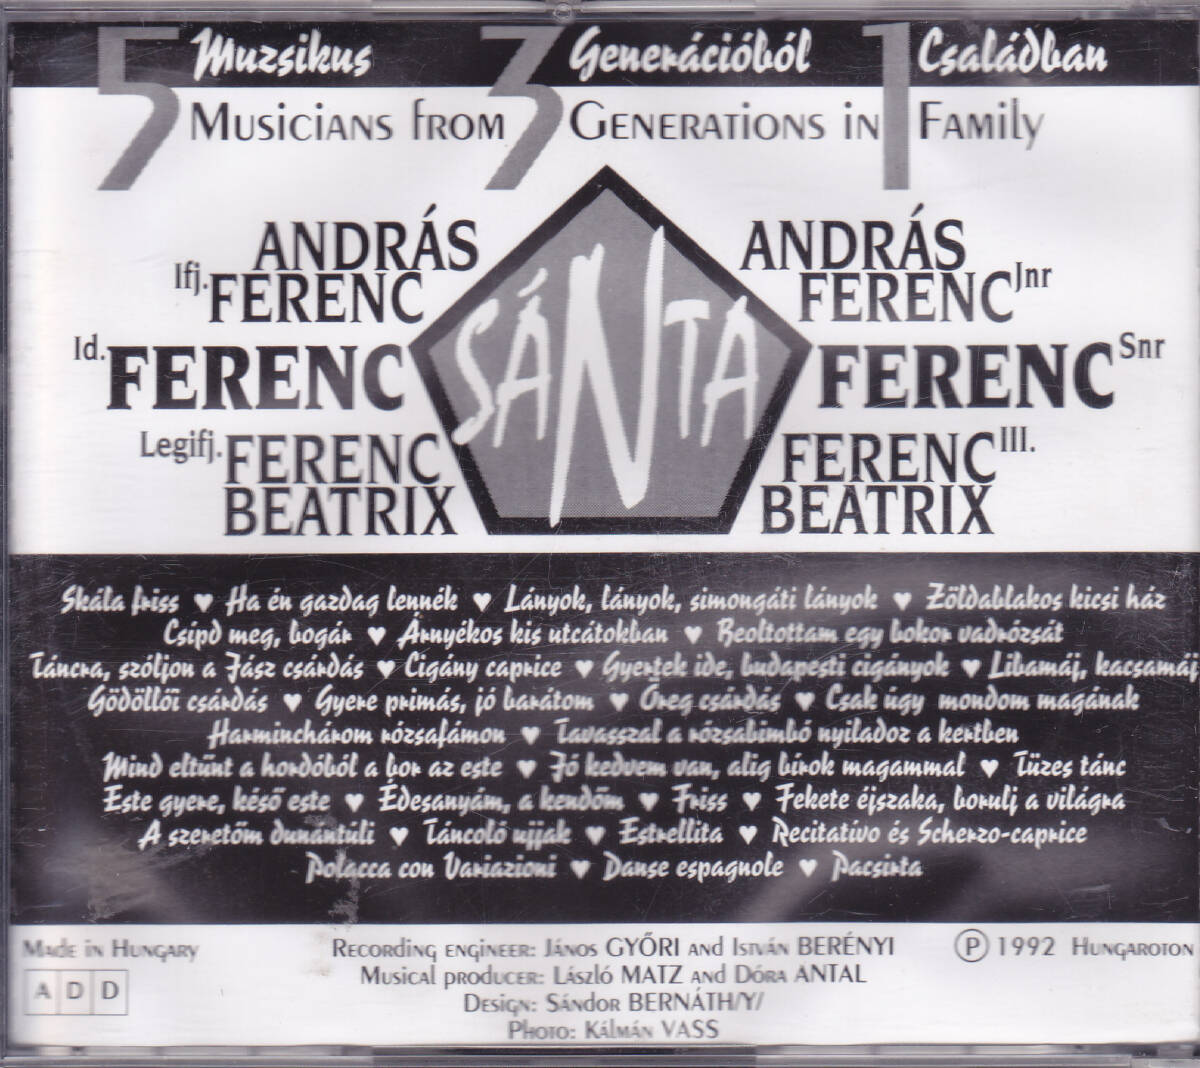 5 Muzsikus 3 Generációból 1 Családban
Musicians from Generations in Family
ANDRÁS
Ifj. FERENC
Id. FERENC
Legifj. FERENC
BEATRIX
SÁNTA
ANDRÁS
FERENC Jnr
FERENC Snr
FERENC III.
BEATRIX
Skála friss ♥ Ha én gazdag lennék ♥ Lányok, lányok, simongáti lányok ♥ Zöldablakos kicsi ház
Csípd meg, bogár ♥ Árnyékos kis utcátokban ♥ Beoltottam egy bokor vadrózsát
Táncra, szóljon a Jász csárdás ♥ Cigány caprice ♥ Gyertek ide, budapesti cigányok ♥ Libamáj, kacsamáj
Gödöllői csárdás ♥ Gyere prímás, jó barátom ♥ Öreg csárdás ♥ Csak úgy mondom magának
Harminchárom rózsafámon ♥ Tavasszal a rózsabimbó nyiladoz a kertben
Mind eltűnt a hordóból a bor az este ♥ Jó kedvem van, alig bírok magammal ♥ Tüzes tánc
Este gyere, késő este ♥ Édesanyám, a kendőm ♥ Friss ♥ Fekete éjszaka, borulj a világra
A szeretőm dunántúli ♥ Táncoló ujjak ♥ Estrellita ♥ Recitatívo és Scherzo-caprice
Polacca con Variazioni ♥ Danse espagnole ♥ Pacsirta
Made in Hungary
A D D
Recording engineer: János GYŐRI and István BERÉNYI
Musical producer: László MATZ and Dóra ANTAL
Design: Sándor BERNÁTH/Y/
Photo: Kálmán VASS
Ⓟ 1992 Hungaroton